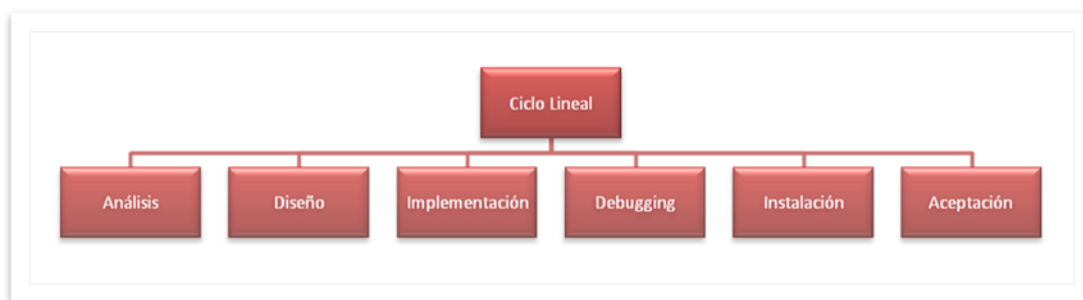 Ciclo Lineal
Análisis
Diseño
Implementación
Debugging
Instalación
Aceptación